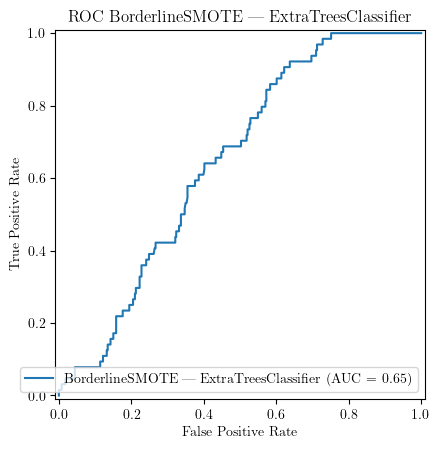 ROC BorderlineSMOTE — ExtraTreesClassifier
1.0
0.8
0.6
0.4
0.2
0.0
True Positive Rate
BorderlineSMOTE — ExtraTreesClassifier (AUC = 0.65)
0.0 0.2 0.4 0.6 0.8 1.0
False Positive Rate